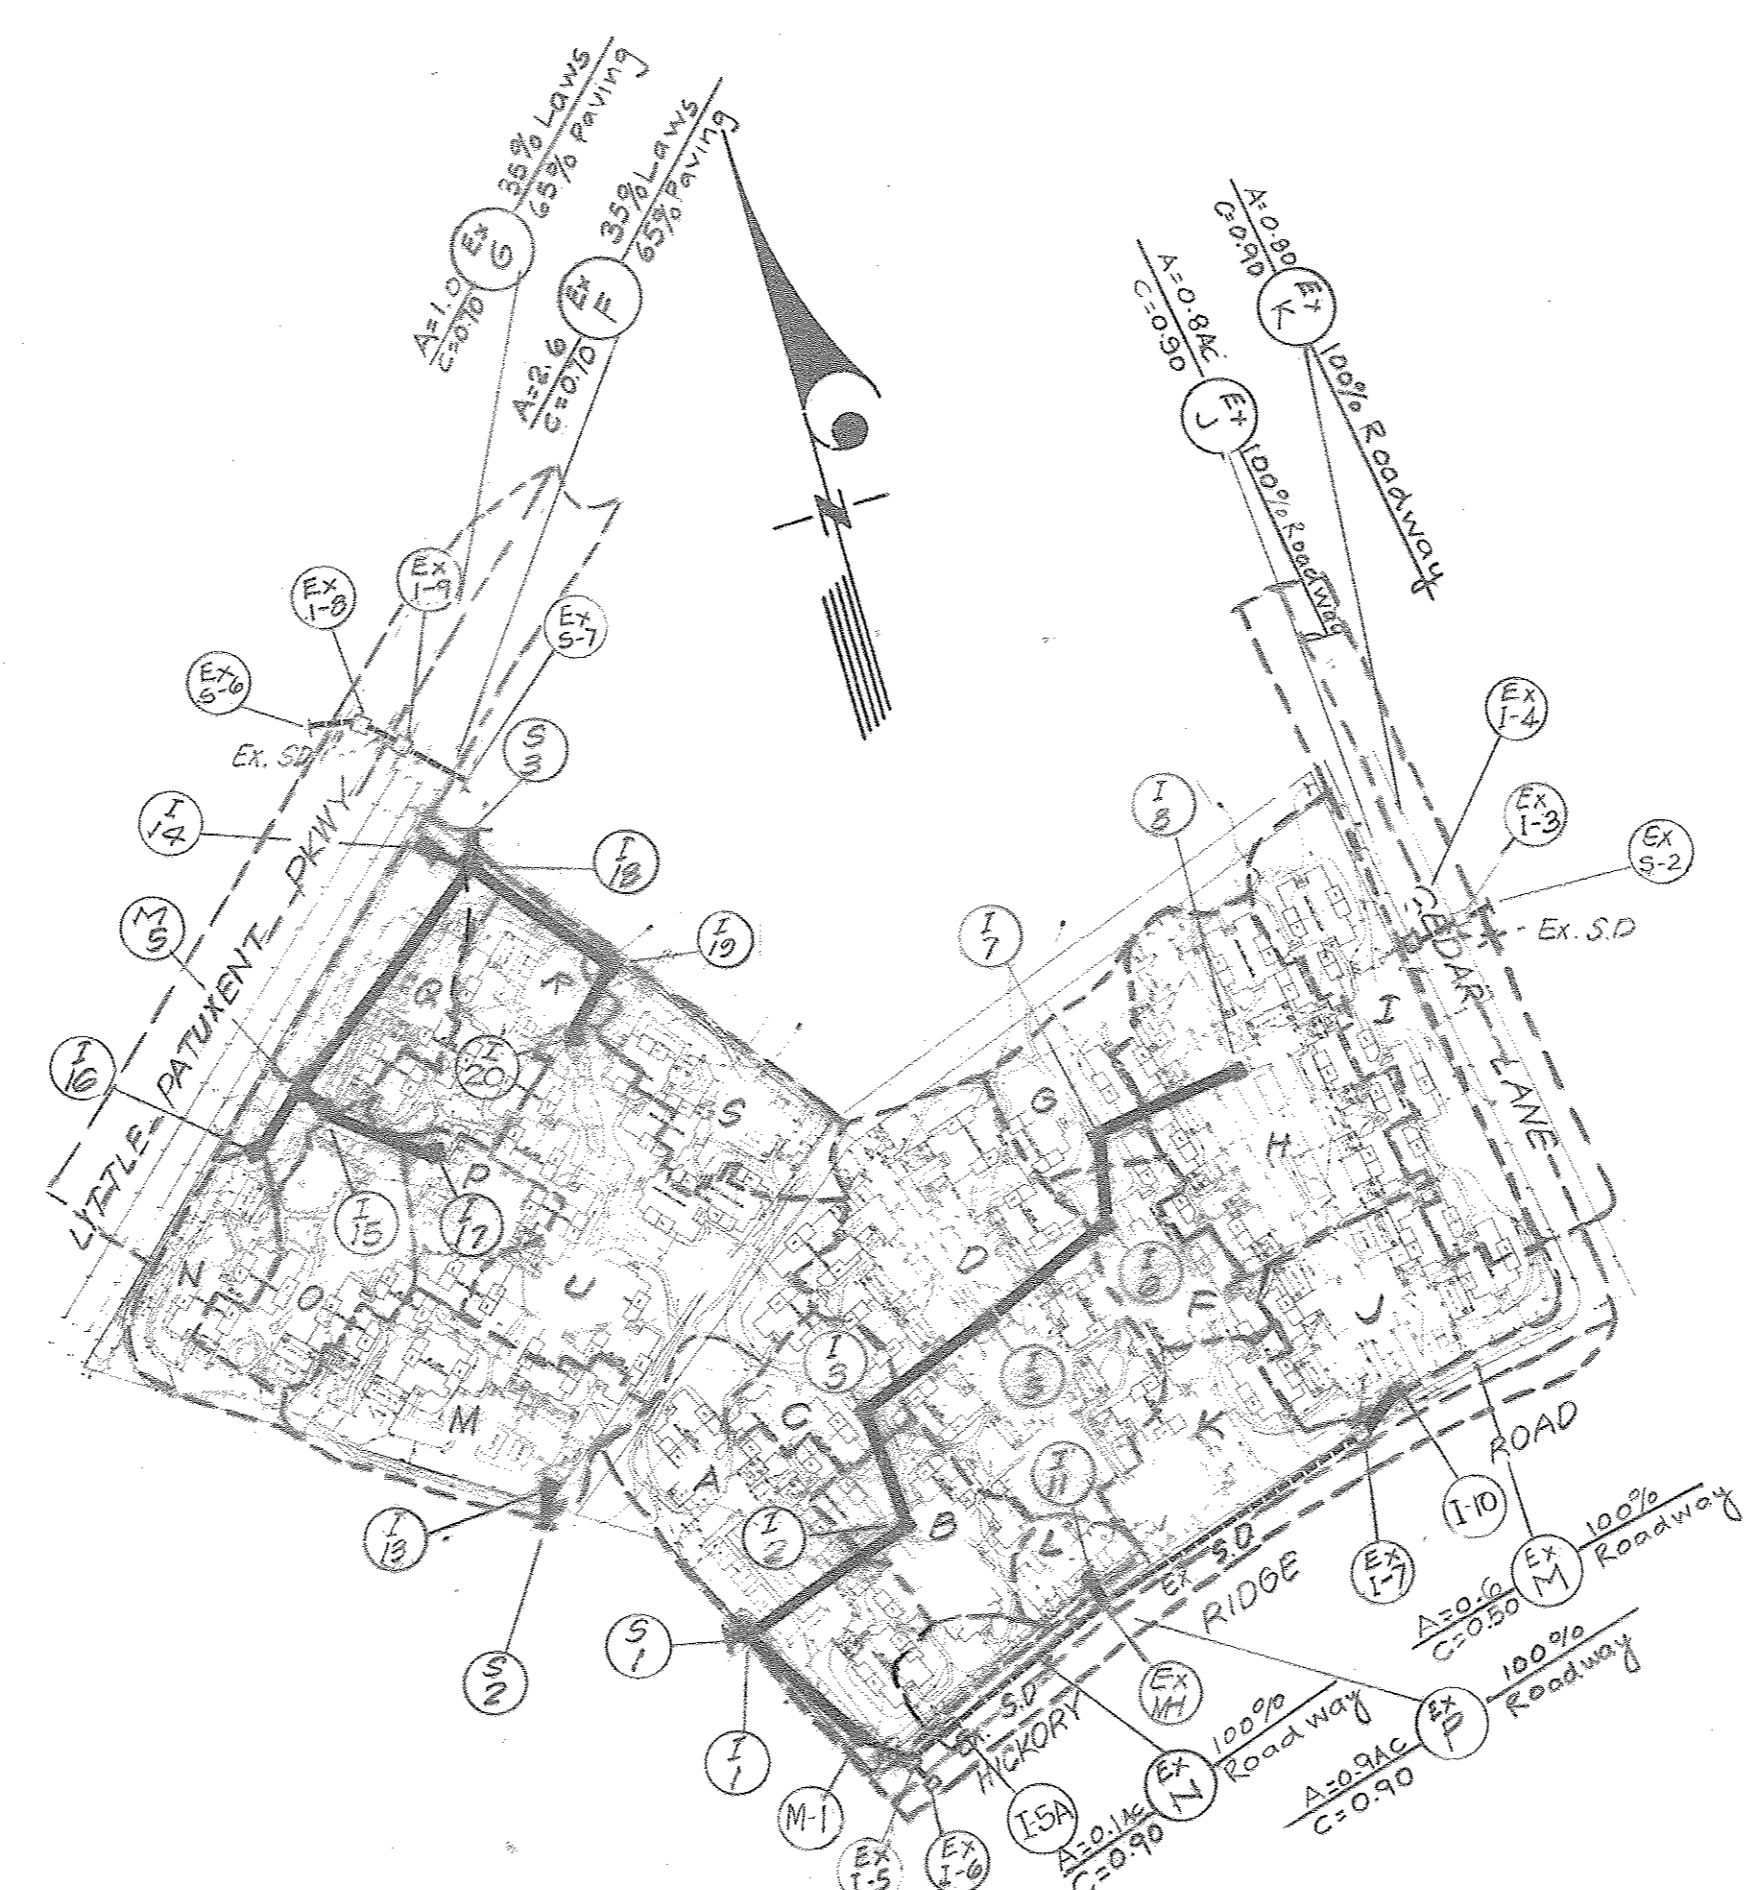 35% Laws
65% Paving
Ex
G
A=1.0
C=0.70
35% Laws
65% Paving
Ex
F
A=2.6
C=0.70
A=0.80
C=0.90
Ex
K
100% Roadway
A=0.8AC
C=0.90
Ex
J
100% Roadway
N
Ex
I-8
Ex
I-9
Ex
S-7
Ex
S-6
Ex. SD
S
3
I
14
I
18
M
5
I
19
I
16
LITTLE PATUXENT PKWY
Q
R
I
20
S
P
I
15
I
17
N
O
U
M
I
13
S
2
Ex
I-4
Ex
I-3
Ex
S-2
Ex. S.D
I
8
I
7
CEDAR LANE
I
G
H
D
I
6
F
J
I
3
C
K
A
I
11
I
2
B
L
S
1
I
1
M-1
Ex
I-5
Ex
I-6
I-5A
Ex. S.D
EX S.D
HICKORY RIDGE ROAD
Ex
MH
Ex
I-7
I-10
100%
Roadway
Ex
M
A=0.6
C=0.50
100%
Roadway
Ex
P
A=0.9AC
C=0.90
100%
Roadway
Ex
N
A=0.1AC
C=0.90